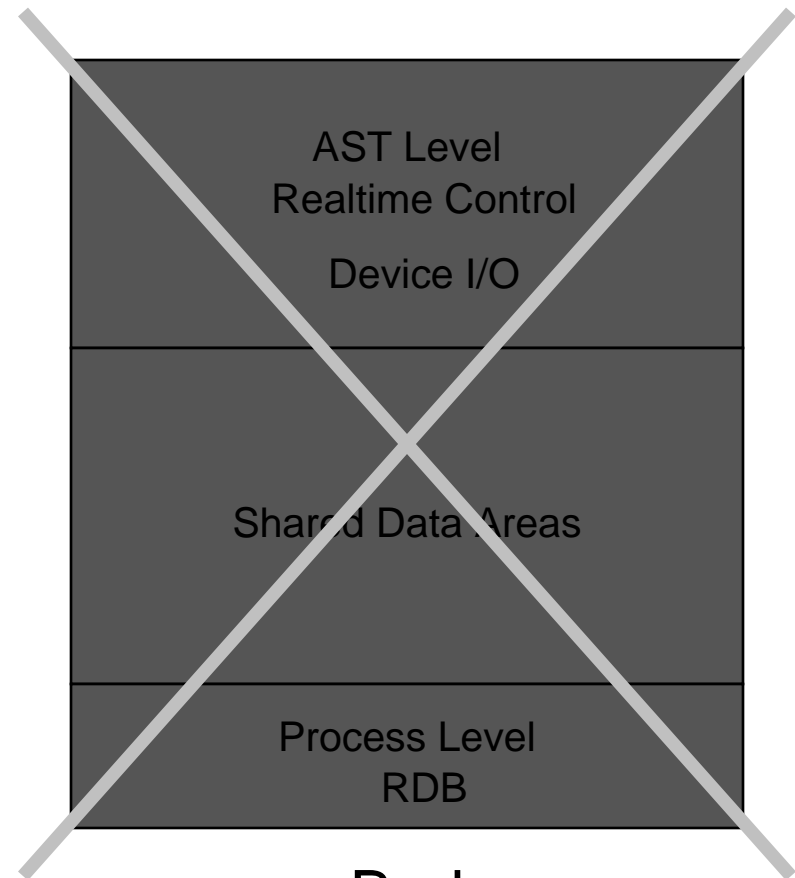 AST Level
Realtime Control
Device I/O
Shared Data Areas
Process Level
RDB